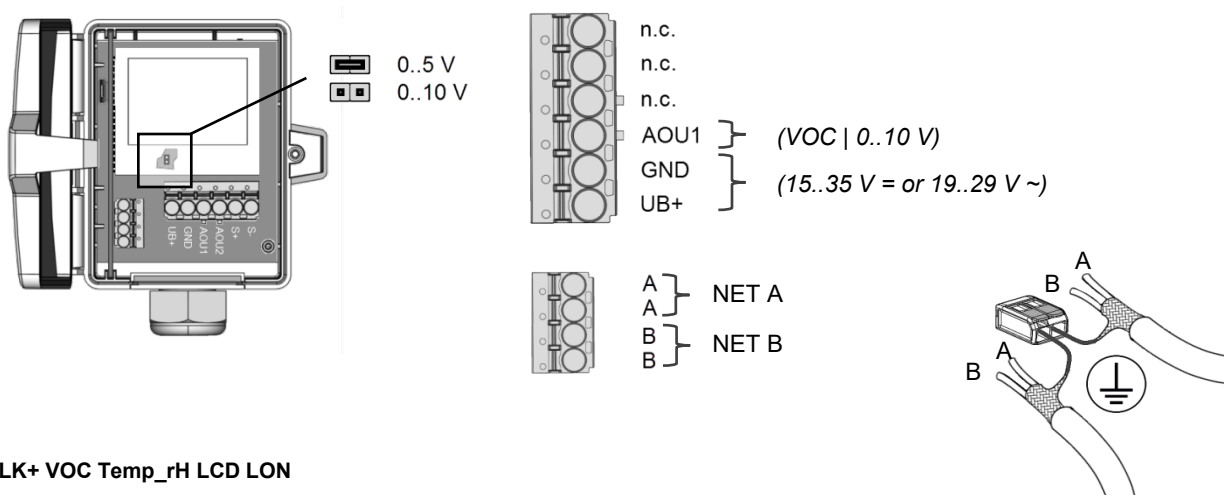 0..5 V
0..10 V
UB+
GND
AOU1
AOU2
S+
S-
n.c.
n.c.
n.c.
AOU1 (VOC | 0..10 V)
GND
UB+
(15..35 V = or 19..29 V ~)
A
A
NET A
B
B
NET B
A
B
A
B
LK+ VOC Temp_rH LCD LON